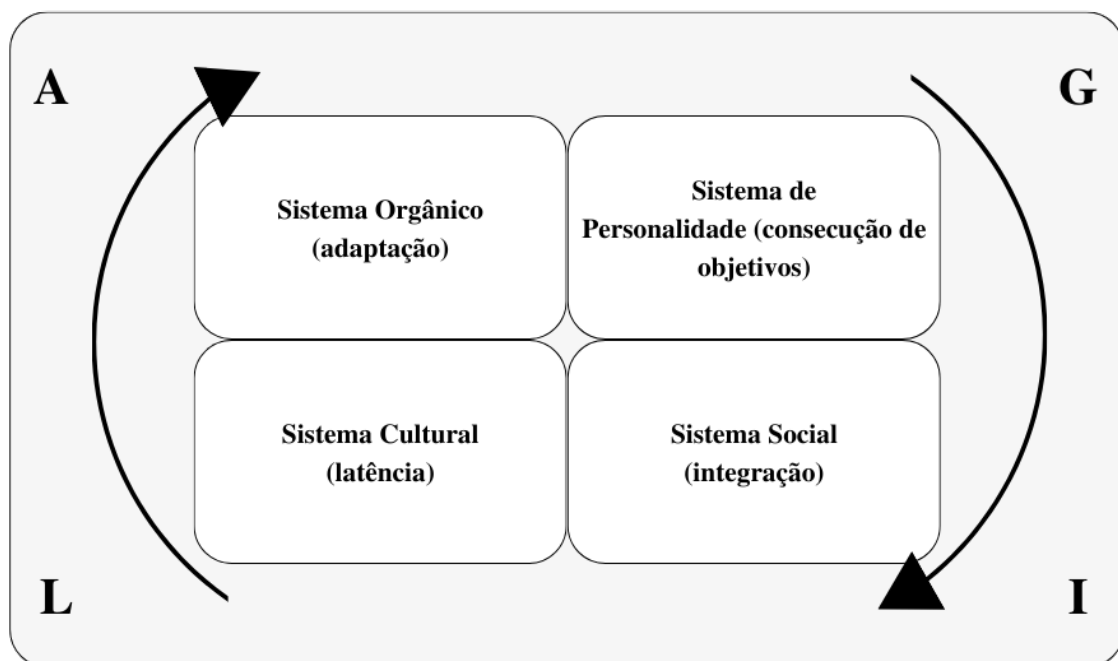 A
G
Sistema Orgânico
(adaptação)
Sistema de
Personalidade (consecução de
objetivos)
Sistema Cultural
(latência)
Sistema Social
(integração)
L
I